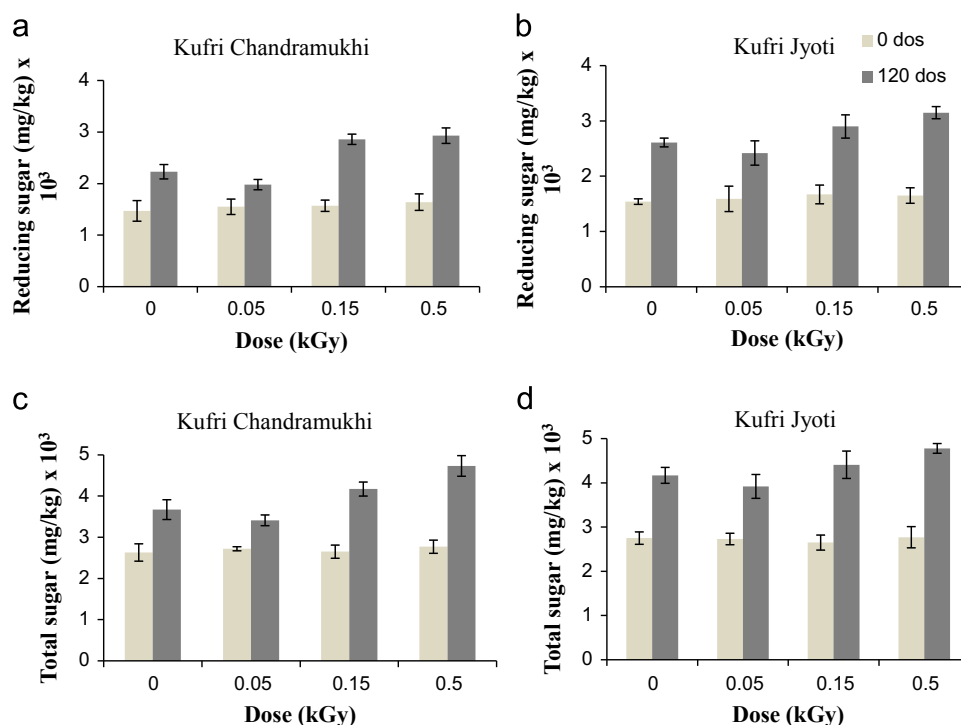 a
Kufri Chandramukhi
Reducing sugar (mg/kg) x
10³
4
3
2
1
0
0 0.05 0.15 0.5
Dose (kGy)
b
Kufri Jyoti
0 dos
120 dos
Reducing sugar (mg/kg) x
10³
4
3
2
1
0
0 0.05 0.15 0.5
Dose (kGy)
c
Kufri Chandramukhi
Total sugar (mg/kg) x 10³
5
4
3
2
1
0
0 0.05 0.15 0.5
Dose (kGy)
d
Kufri Jyoti
Total sugar (mg/kg) x 10³
5
4
3
2
1
0
0 0.05 0.15 0.5
Dose (kGy)